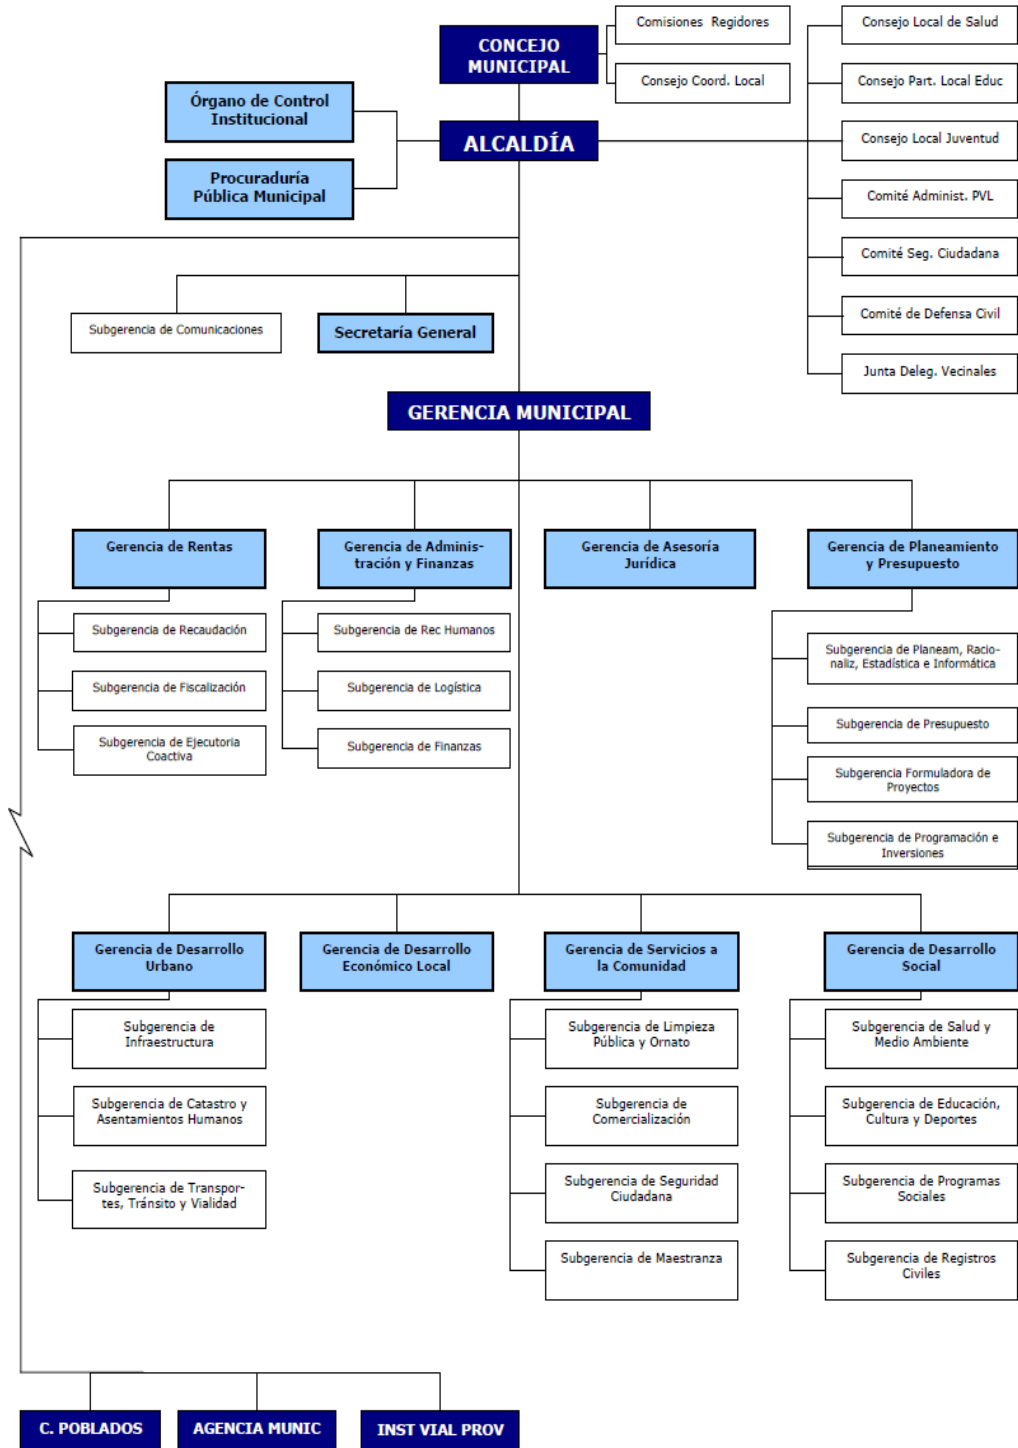 CONCEJO
MUNICIPAL
Comisiones Regidores
Consejo Coord. Local
Consejo Local de Salud
Consejo Part. Local Educ
Consejo Local Juventud
Comité Administ. PVL
Comité Seg. Ciudadana
Comité de Defensa Civil
Junta Deleg. Vecinales
Órgano de Control
Institucional
ALCALDÍA
Procuraduría
Pública Municipal
Subgerencia de Comunicaciones
Secretaría General
GERENCIA MUNICIPAL
Gerencia de Rentas
Subgerencia de Recaudación
Subgerencia de Fiscalización
Subgerencia de Ejecutoria
Coactiva
Gerencia de Adminis-
tración y Finanzas
Subgerencia de Rec Humanos
Subgerencia de Logística
Subgerencia de Finanzas
Gerencia de Asesoría
Jurídica
Gerencia de Planeamiento
y Presupuesto
Subgerencia de Planeam, Racio-
naliz, Estadística e Informática
Subgerencia de Presupuesto
Subgerencia Formuladora de
Proyectos
Subgerencia de Programación e
Inversiones
Gerencia de Desarrollo
Urbano
Subgerencia de
Infraestructura
Subgerencia de Catastro y
Asentamientos Humanos
Subgerencia de Transpor-
tes, Tránsito y Vialidad
Gerencia de Desarrollo
Económico Local
Gerencia de Servicios a
la Comunidad
Subgerencia de Limpieza
Pública y Ornato
Subgerencia de
Comercialización
Subgerencia de Seguridad
Ciudadana
Subgerencia de Maestranza
Gerencia de Desarrollo
Social
Subgerencia de Salud y
Medio Ambiente
Subgerencia de Educación,
Cultura y Deportes
Subgerencia de Programas
Sociales
Subgerencia de Registros
Civiles
C. POBLADOS
AGENCIA MUNIC
INST VIAL PROV